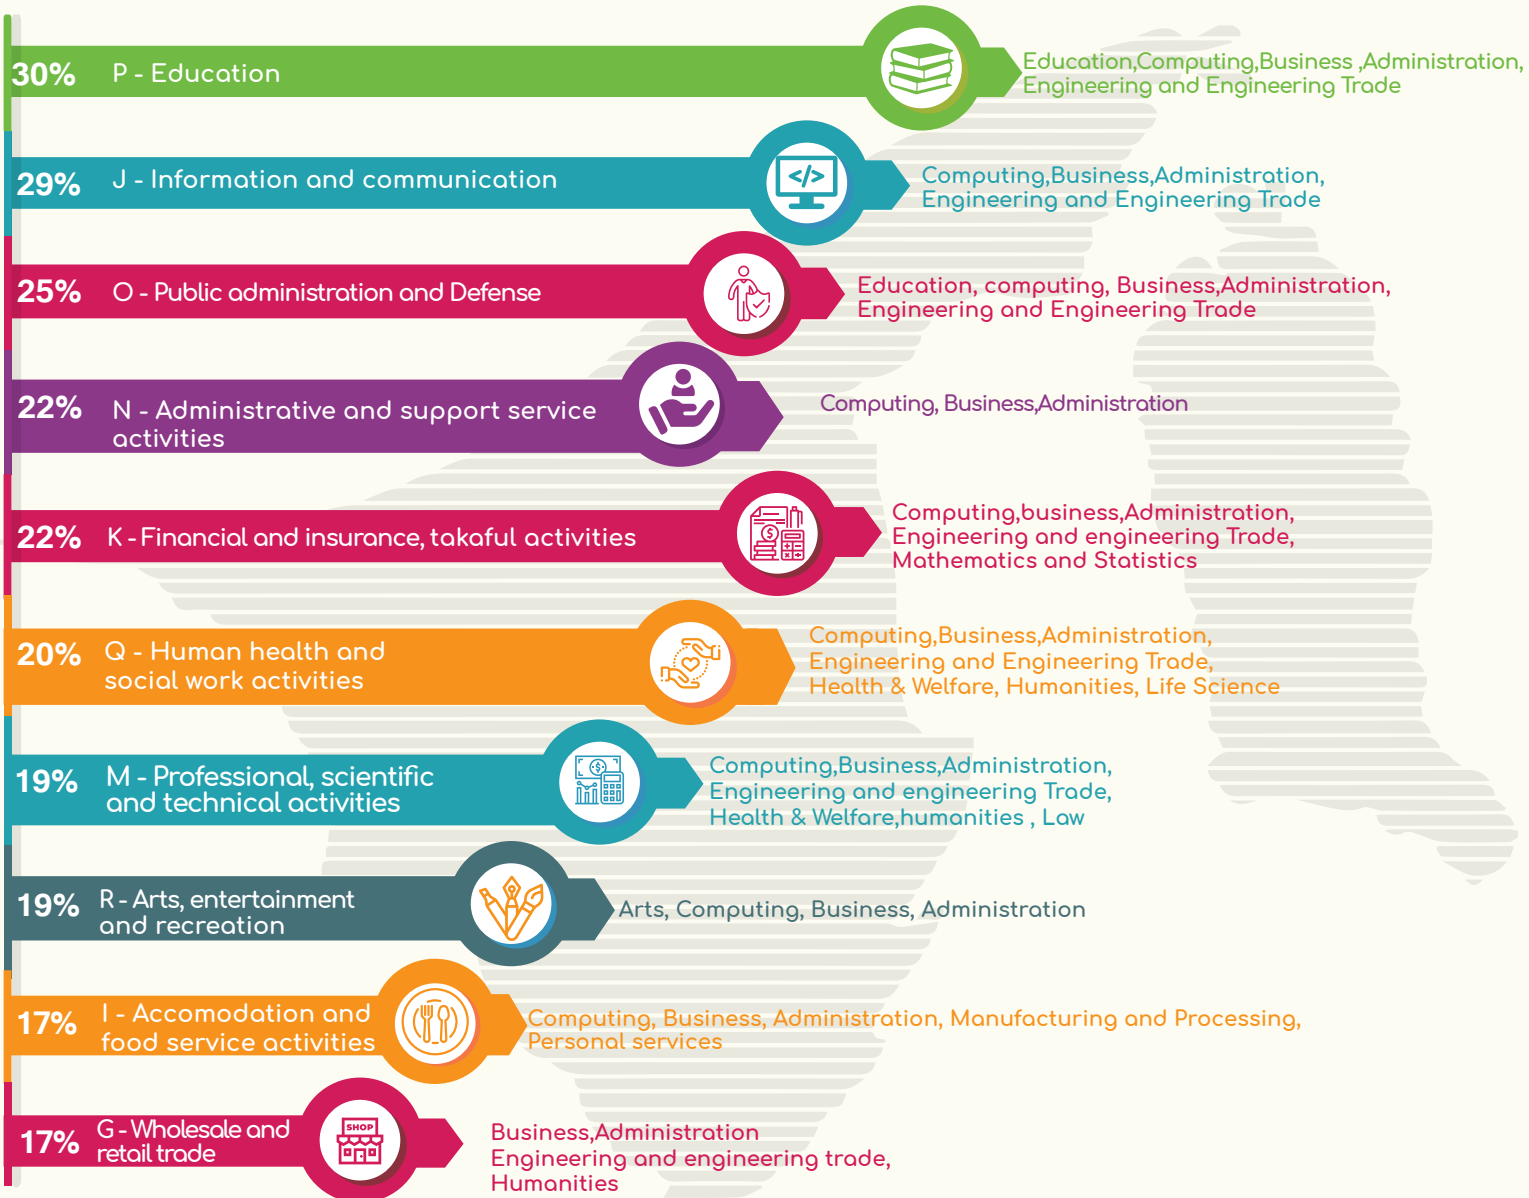 30% P - Education
Education,Computing,Business ,Administration,
Engineering and Engineering Trade
29% J - Information and communication
</>
Computing,Business,Administration,
Engineering and Engineering Trade
25% O - Public administration and Defense
Education, computing, Business,Administration,
Engineering and Engineering Trade
22% N - Administrative and support service
activities
Computing, Business,Administration
22% K - Financial and insurance, takaful activities
$
Computing,business,Administration,
Engineering and engineering Trade,
Mathematics and Statistics
20% Q - Human health and
social work activities
Computing,Business,Administration,
Engineering and Engineering Trade,
Health & Welfare, Humanities, Life Science
19% M - Professional, scientific
and technical activities
$
Computing,Business,Administration,
Engineering and engineering Trade,
Health & Welfare,humanities , Law
19% R - Arts, entertainment
and recreation
Arts, Computing, Business, Administration
17% I - Accomodation and
food service activities
Computing, Business, Administration, Manufacturing and Processing,
Personal services
17% G - Wholesale and
retail trade
SHOP
Business,Administration
Engineering and engineering trade,
Humanities